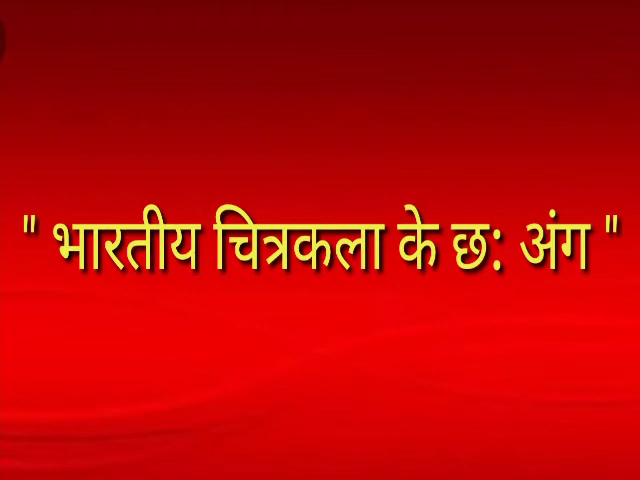 " भारतीय चित्रकला के छ: अंग "